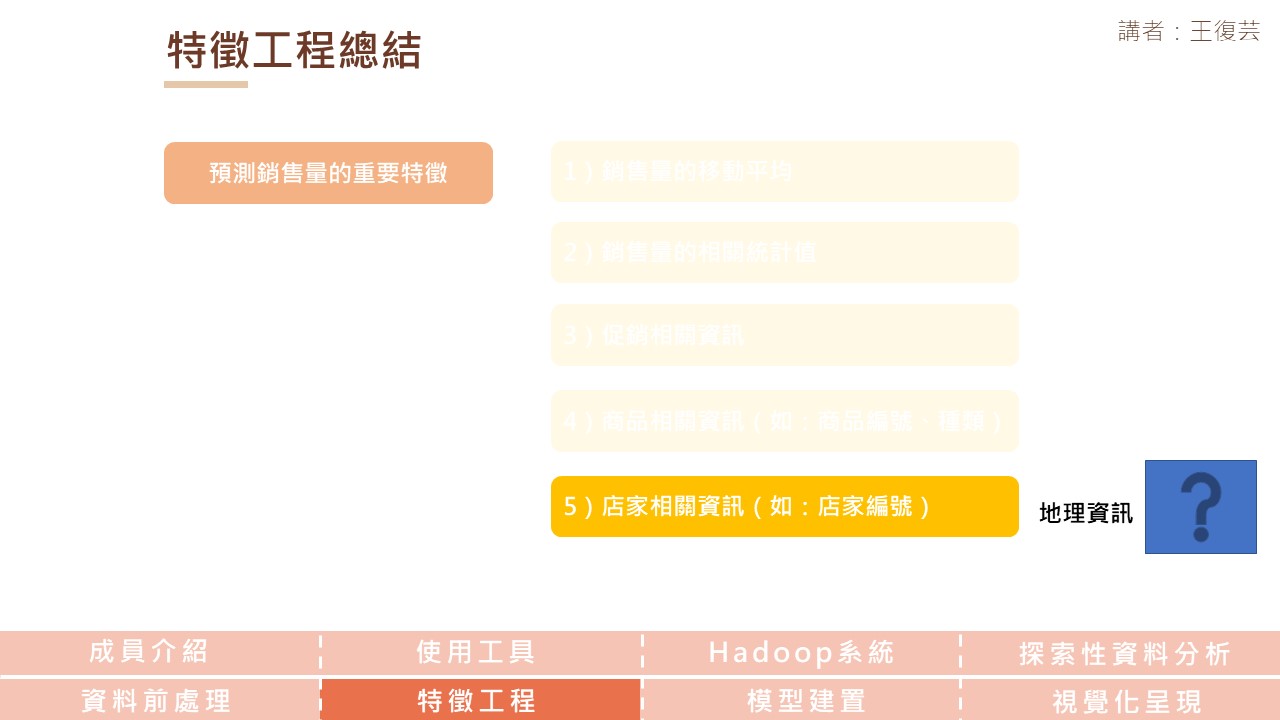 特徵工程總結
講者：王復芸
預測銷售量的重要特徵
1）銷售量的移動平均
2）銷售量的相關統計值
3）促銷相關資訊
4）商品相關資訊（如：商品編號、種類）
5）店家相關資訊（如：店家編號）
地理資訊
?
成員介紹
使用工具
Hadoop系統
探索性資料分析
資料前處理
特徵工程
模型建置
視覺化呈現